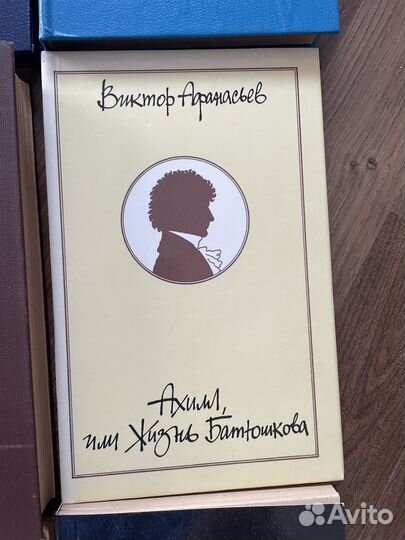 Виктор Афанасьев
Ахилл,
или Жизнь Батюшкова
Avito